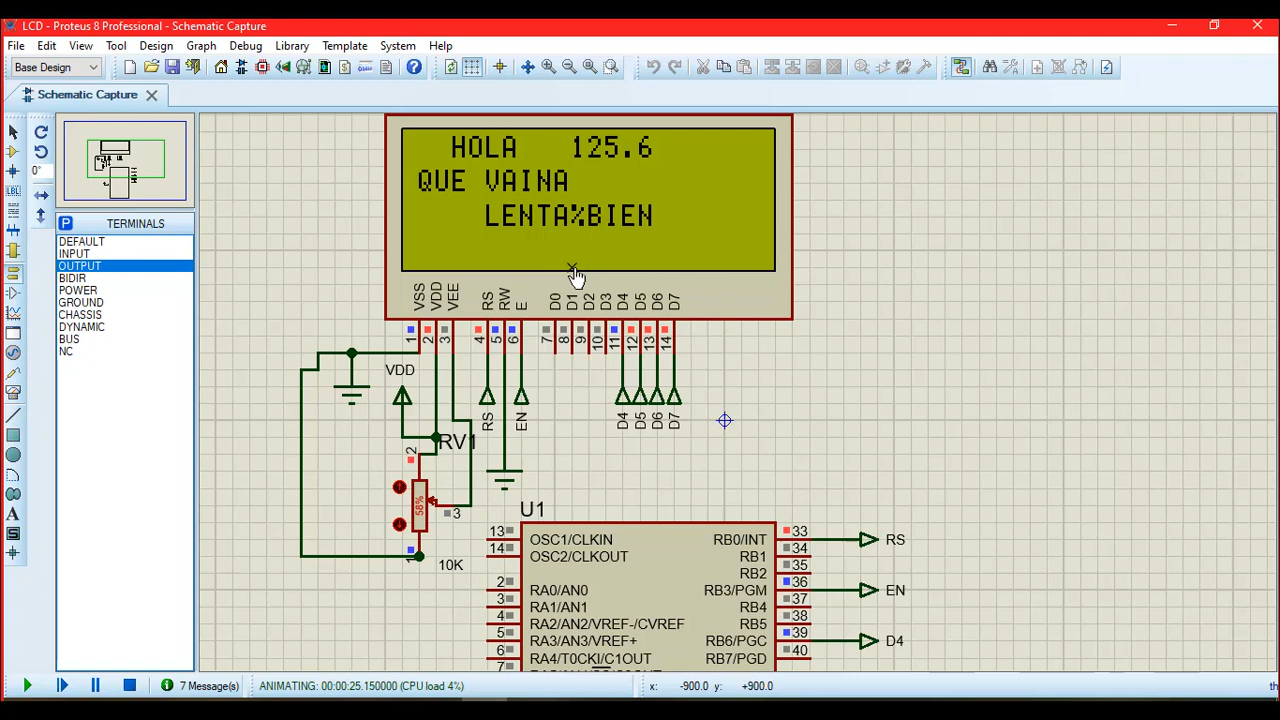 LCD - Proteus 8 Professional - Schematic Capture
File Edit View Tool Design Graph Debug Library Template System Help
Base Design
Schematic Capture
HOLA 125.6
QUE VAINA
LENTA%BIEN
VSS VDD VEE RS RW E D0 D1 D2 D3 D4 D5 D6 D7
1 2 3 4 5 6 7 8 9 10 11 12 13 14
0°
LBL
P TERMINALS
DEFAULT
INPUT
OUTPUT
BIDIR
POWER
GROUND
CHASSIS
DYNAMIC
BUS
NC
A
S
VDD
RS EN D4 D5 D6 D7
RV1
2
58%
3
1
10K
U1
13 OSC1/CLKIN
14 OSC2/CLKOUT
2 RA0/AN0
3 RA1/AN1
4 RA2/AN2/VREF-/CVREF
5 RA3/AN3/VREF+
6 RA4/T0CKI/C1OUT
7
RB0/INT 33 RS
RB1 34
RB2 35
RB3/PGM 36 EN
RB4 37
RB5 38
RB6/PGC 39 D4
RB7/PGD 40
7 Message(s)
ANIMATING: 00:00:25.150000 (CPU load 4%)
x: -900.0 y: +900.0
th